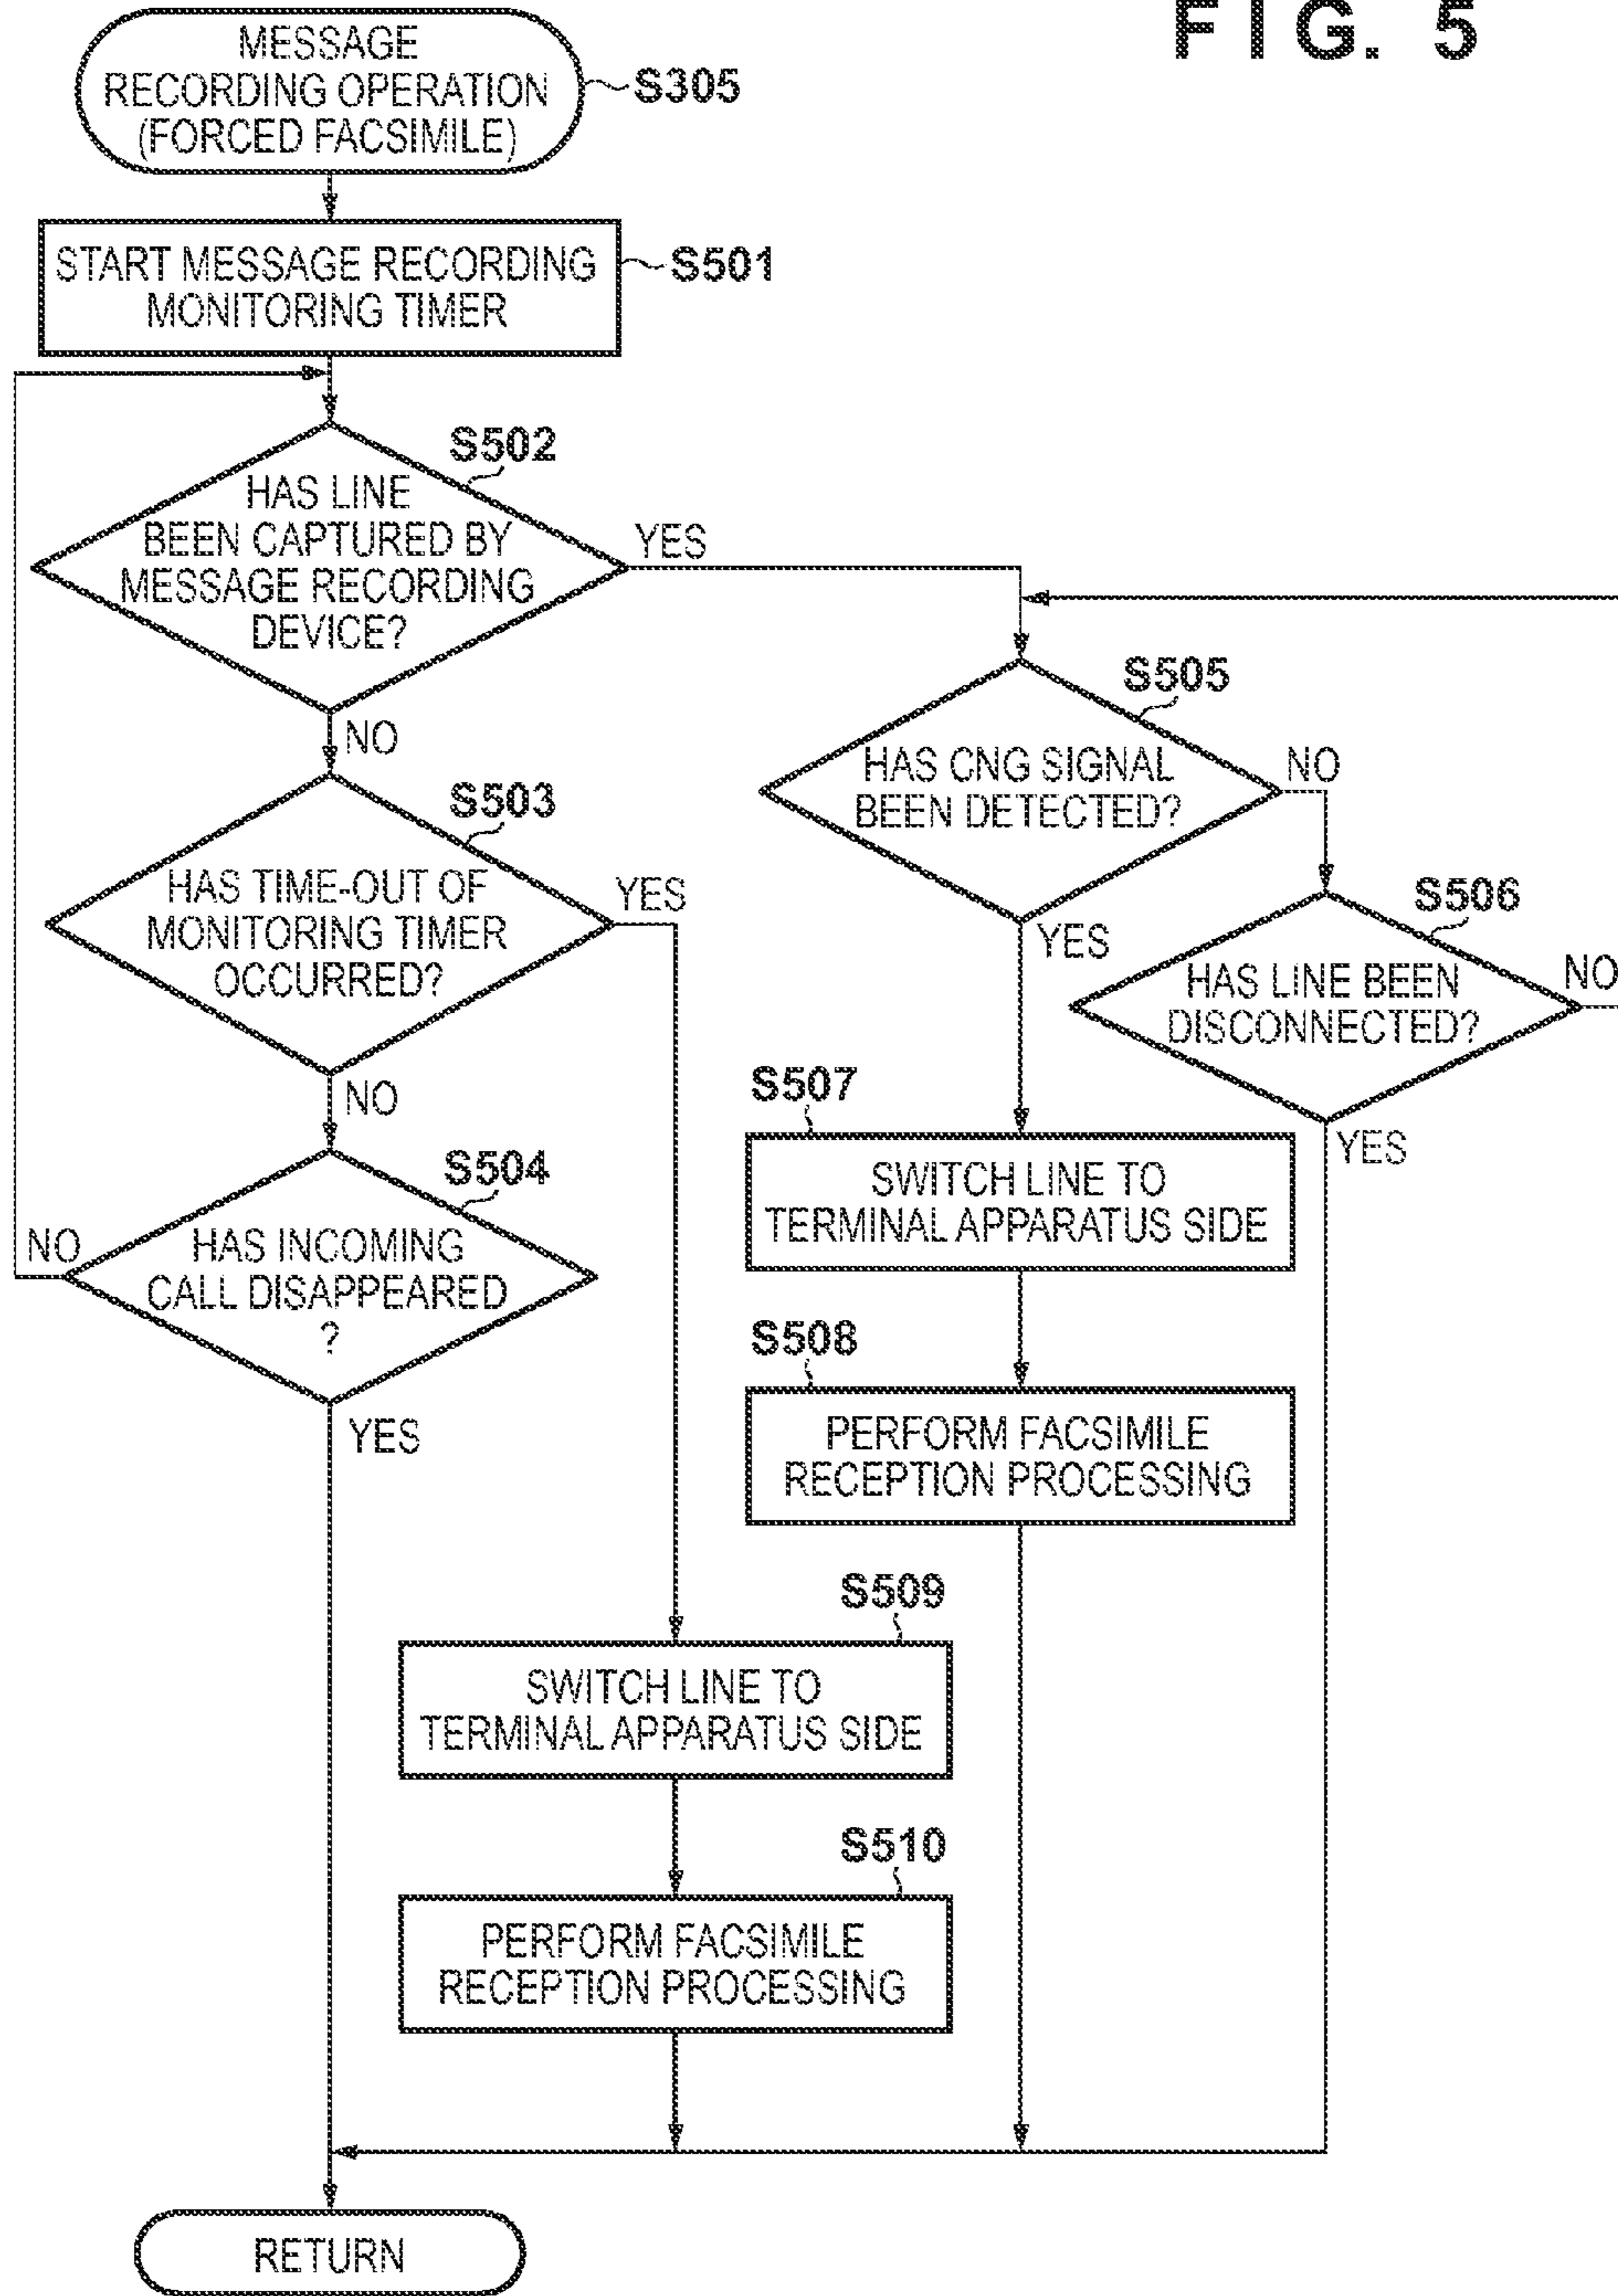 FIG. 5
MESSAGE
RECORDING OPERATION
(FORCED FACSIMILE)
S305
START MESSAGE RECORDING
MONITORING TIMER
S501
S502
HAS LINE
BEEN CAPTURED BY
MESSAGE RECORDING
DEVICE?
YES
NO
S503
HAS TIME-OUT OF
MONITORING TIMER
OCCURRED?
YES
NO
S504
HAS INCOMING
CALL DISAPPEARED
?
NO
YES
S505
HAS CNG SIGNAL
BEEN DETECTED?
NO
YES
S506
HAS LINE BEEN
DISCONNECTED?
NO
YES
S507
SWITCH LINE TO
TERMINAL APPARATUS SIDE
S508
PERFORM FACSIMILE
RECEPTION PROCESSING
S509
SWITCH LINE TO
TERMINAL APPARATUS SIDE
S510
PERFORM FACSIMILE
RECEPTION PROCESSING
RETURN